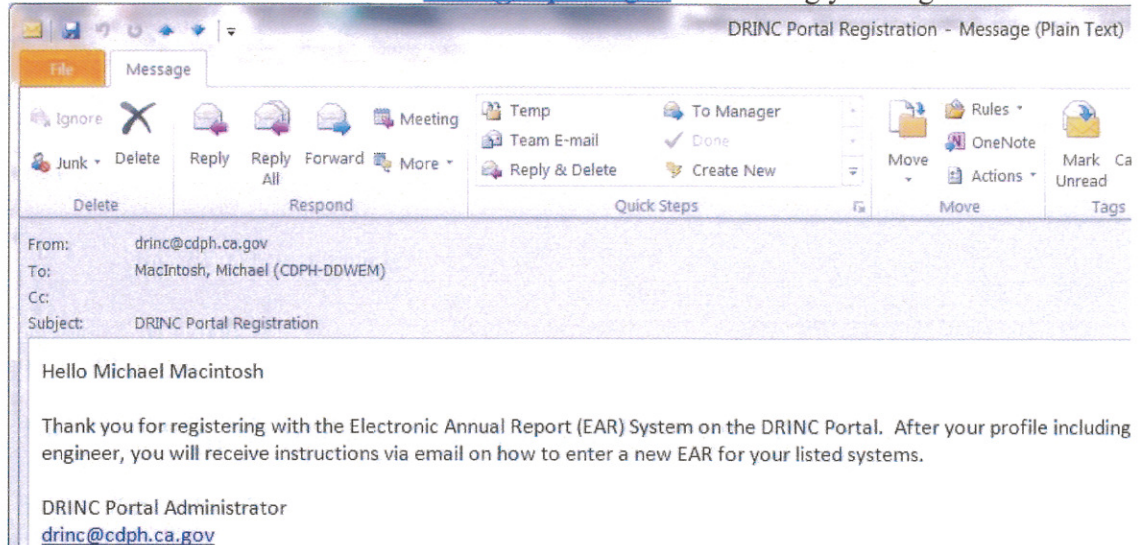 DRINC Portal Registration - Message (Plain Text)
File Message
Ignore
Junk Delete
Reply Reply All Forward
Meeting
More
Temp
Team E-mail
Reply & Delete
To Manager
Done
Create New
Move
Rules
OneNote
Actions
Mark Unread
Ca
Delete Respond Quick Steps Move Tags
From: drinc@cdph.ca.gov
To: MacIntosh, Michael (CDPH-DDWEM)
Cc:
Subject: DRINC Portal Registration
Hello Michael Macintosh
Thank you for registering with the Electronic Annual Report (EAR) System on the DRINC Portal. After your profile including
engineer, you will receive instructions via email on how to enter a new EAR for your listed systems.
DRINC Portal Administrator
drinc@cdph.ca.gov